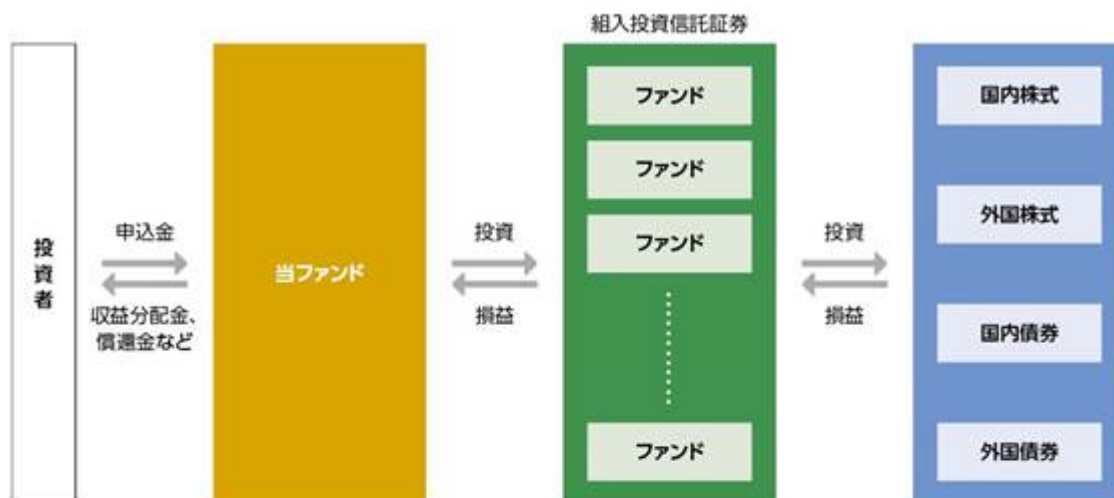 組入投資信託証券
投資者
申込金
収益分配金、
償還金など
当ファンド
投資
損益
ファンド
ファンド
ファンド
ファンド
投資
損益
国内株式
外国株式
国内債券
外国債券